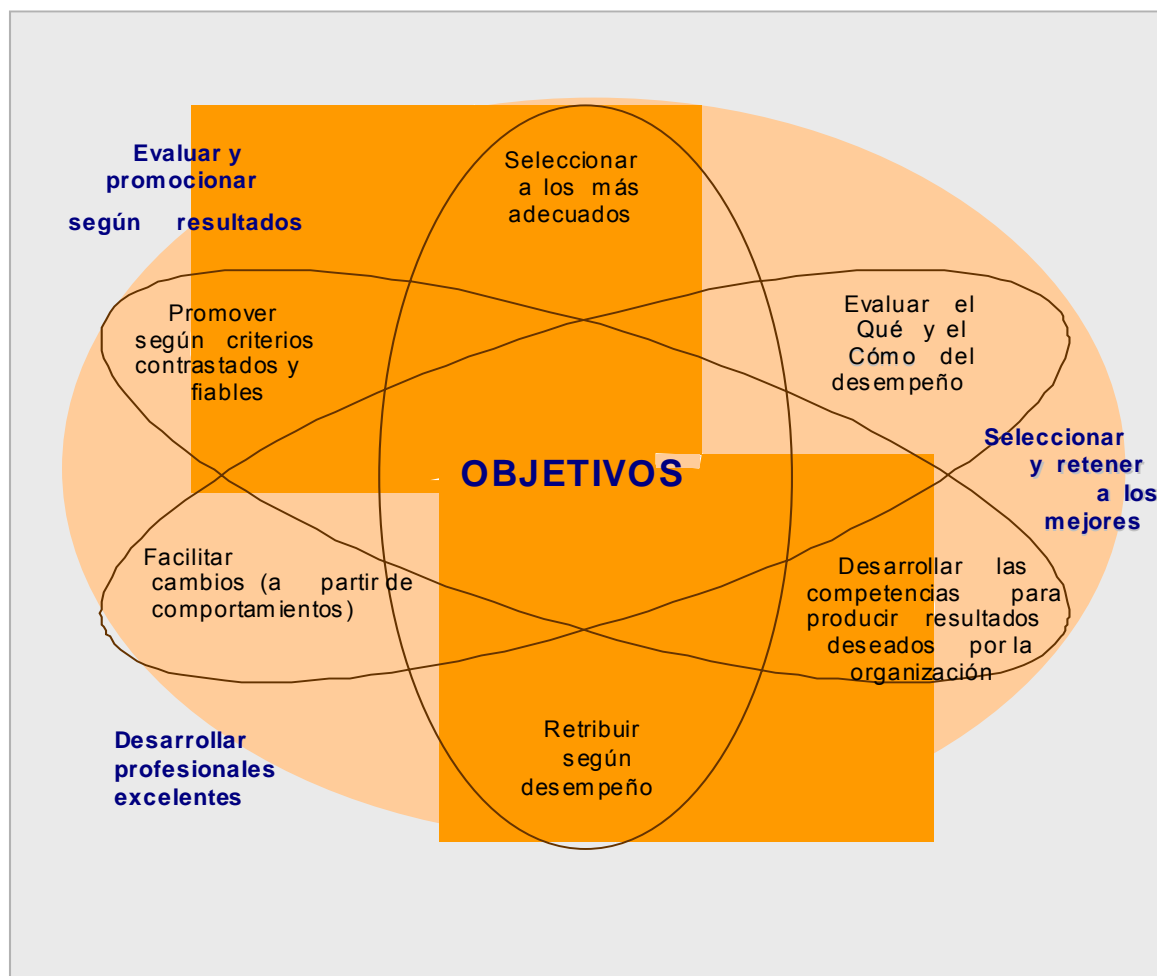 Evaluar y
promocionar
según resultados
Seleccionar
a los más
adecuados
Promover
según criterios
contrastados y
fiables
Evaluar el
Qué y el
Cómo del
desempeño
OBJETIVOS
Seleccionar
y retener
a los
mejores
Facilitar
cambios (a partir de
comportamientos)
Desarrollar las
competencias para
producir resultados
deseados por la
organización
Retribuir
según
desempeño
Desarrollar
profesionales
excelentes